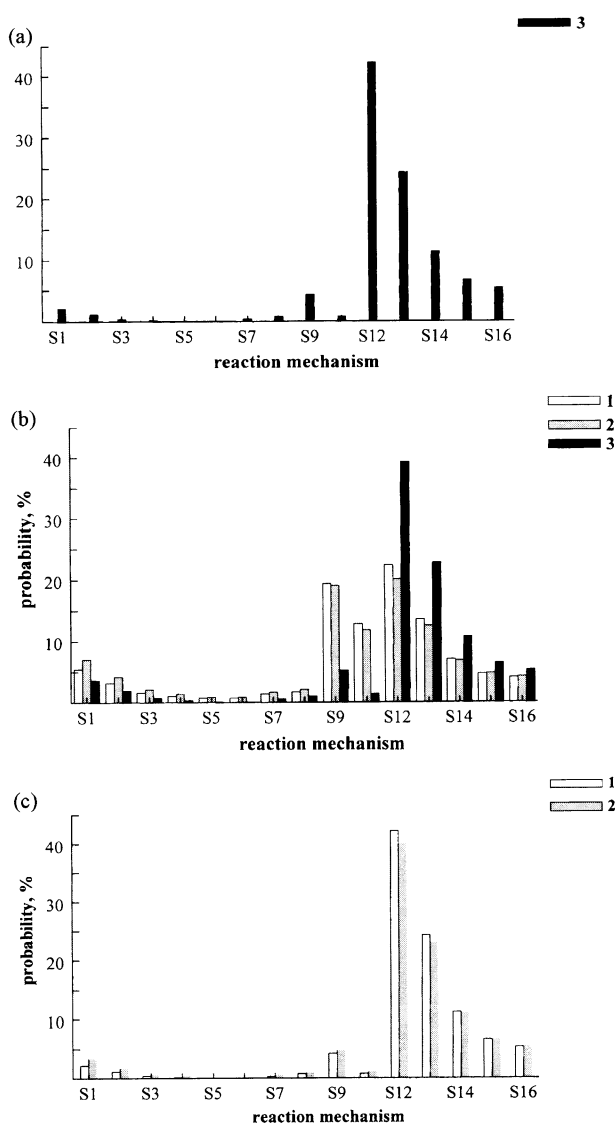 (a)
3
40
30
20
10
S1 S3 S5 S7 S9 S12 S14 S16
reaction mechanism
(b)
1
2
3
probability, %
40
30
20
10
S1 S3 S5 S7 S9 S12 S14 S16
reaction mechanism
(c)
1
2
probability, %
40
30
20
10
S1 S3 S5 S7 S9 S12 S14 S16
reaction mechanism